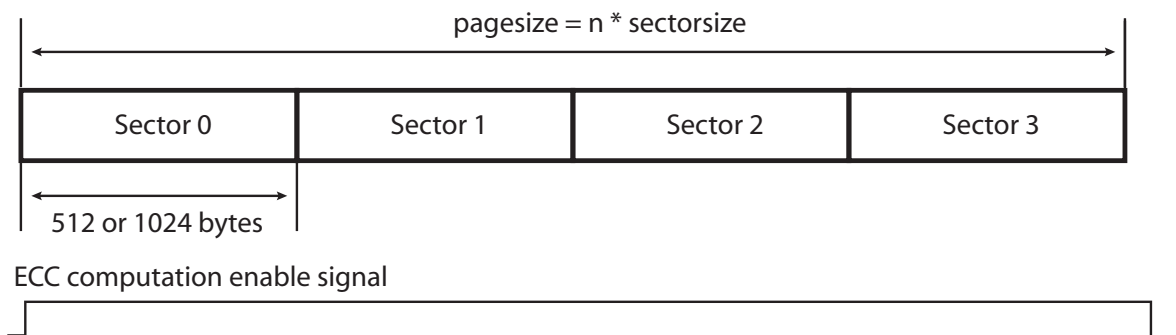 pagesize = n * sectorsize
Sector 0 Sector 1 Sector 2 Sector 3
512 or 1024 bytes
ECC computation enable signal